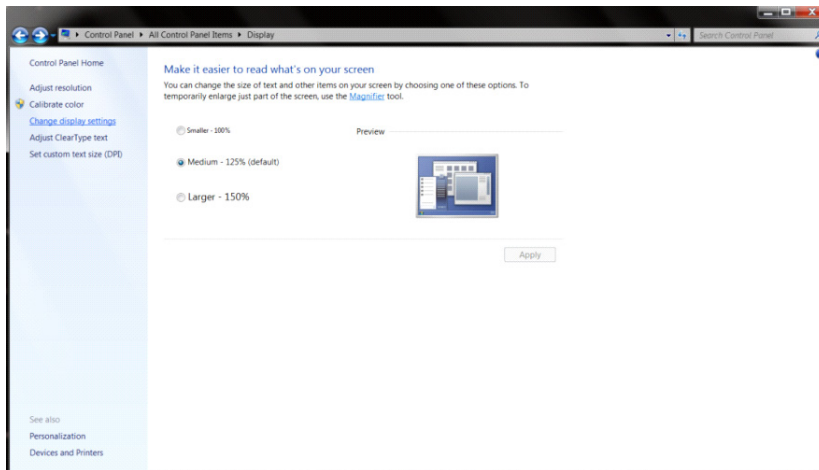 Control Panel ▸ All Control Panel Items ▸ Display
Search Control Panel
Control Panel Home
Adjust resolution
Calibrate color
Change display settings
Adjust ClearType text
Set custom text size (DPI)
Make it easier to read what's on your screen
You can change the size of text and other items on your screen by choosing one of these options. To
temporarily enlarge just part of the screen, use the Magnifier tool.
Smaller - 100%
Preview
Medium - 125% (default)
Larger - 150%
Apply
See also
Personalization
Devices and Printers